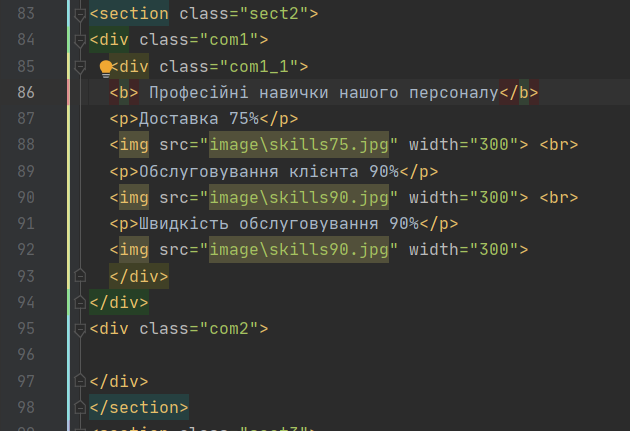 83 <section class="sect2">
84 <div class="com1">
85 <div class="com1_1">
86 <b> Професійні навички нашого персоналу</b>
87 <p>Доставка 75%</p>
88 <img src="image\skills75.jpg" width="300"> <br>
89 <p>Обслуговування клієнта 90%</p>
90 <img src="image\skills90.jpg" width="300"> <br>
91 <p>Швидкість обслуговування 90%</p>
92 <img src="image\skills90.jpg" width="300">
93 </div>
94 </div>
95 <div class="com2">
96
97 </div>
98 </section>